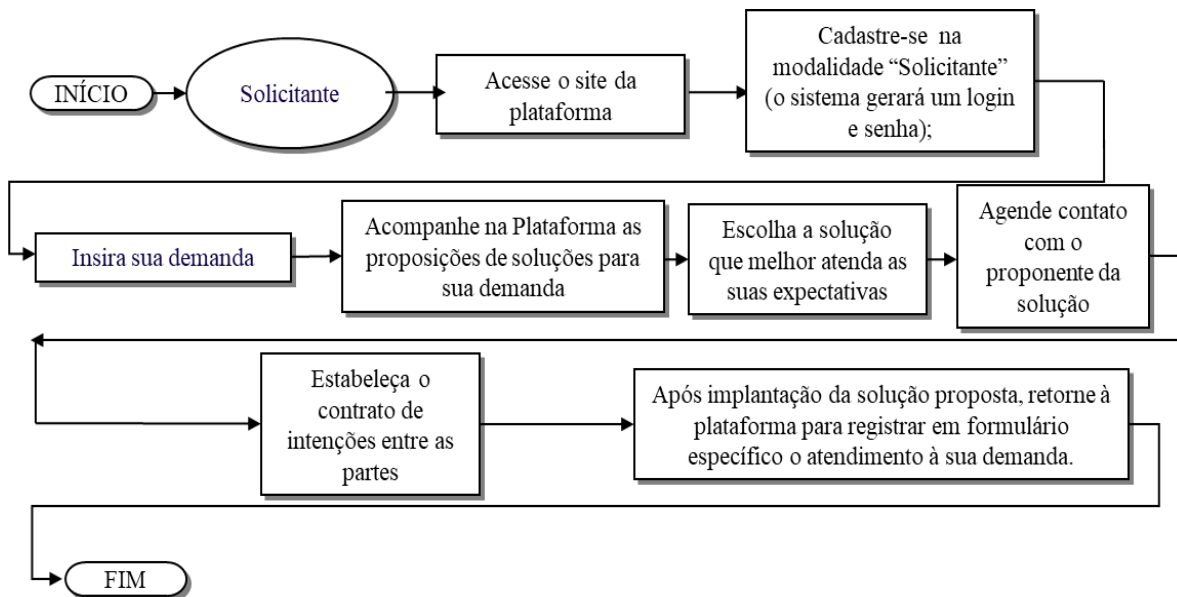 INÍCIO
Solicitante
Acesse o site da
plataforma
Cadastre-se na
modalidade “Solicitante”
(o sistema gerará um login
e senha);
Insira sua demanda
Acompanhe na Plataforma as
proposições de soluções para
sua demanda
Escolha a solução
que melhor atenda as
suas expectativas
Agende contato
com o
proponente da
solução
Estabeleça o
contrato de
intenções entre as
partes
Após implantação da solução proposta, retorne à
plataforma para registrar em formulário
específico o atendimento à sua demanda.
FIM